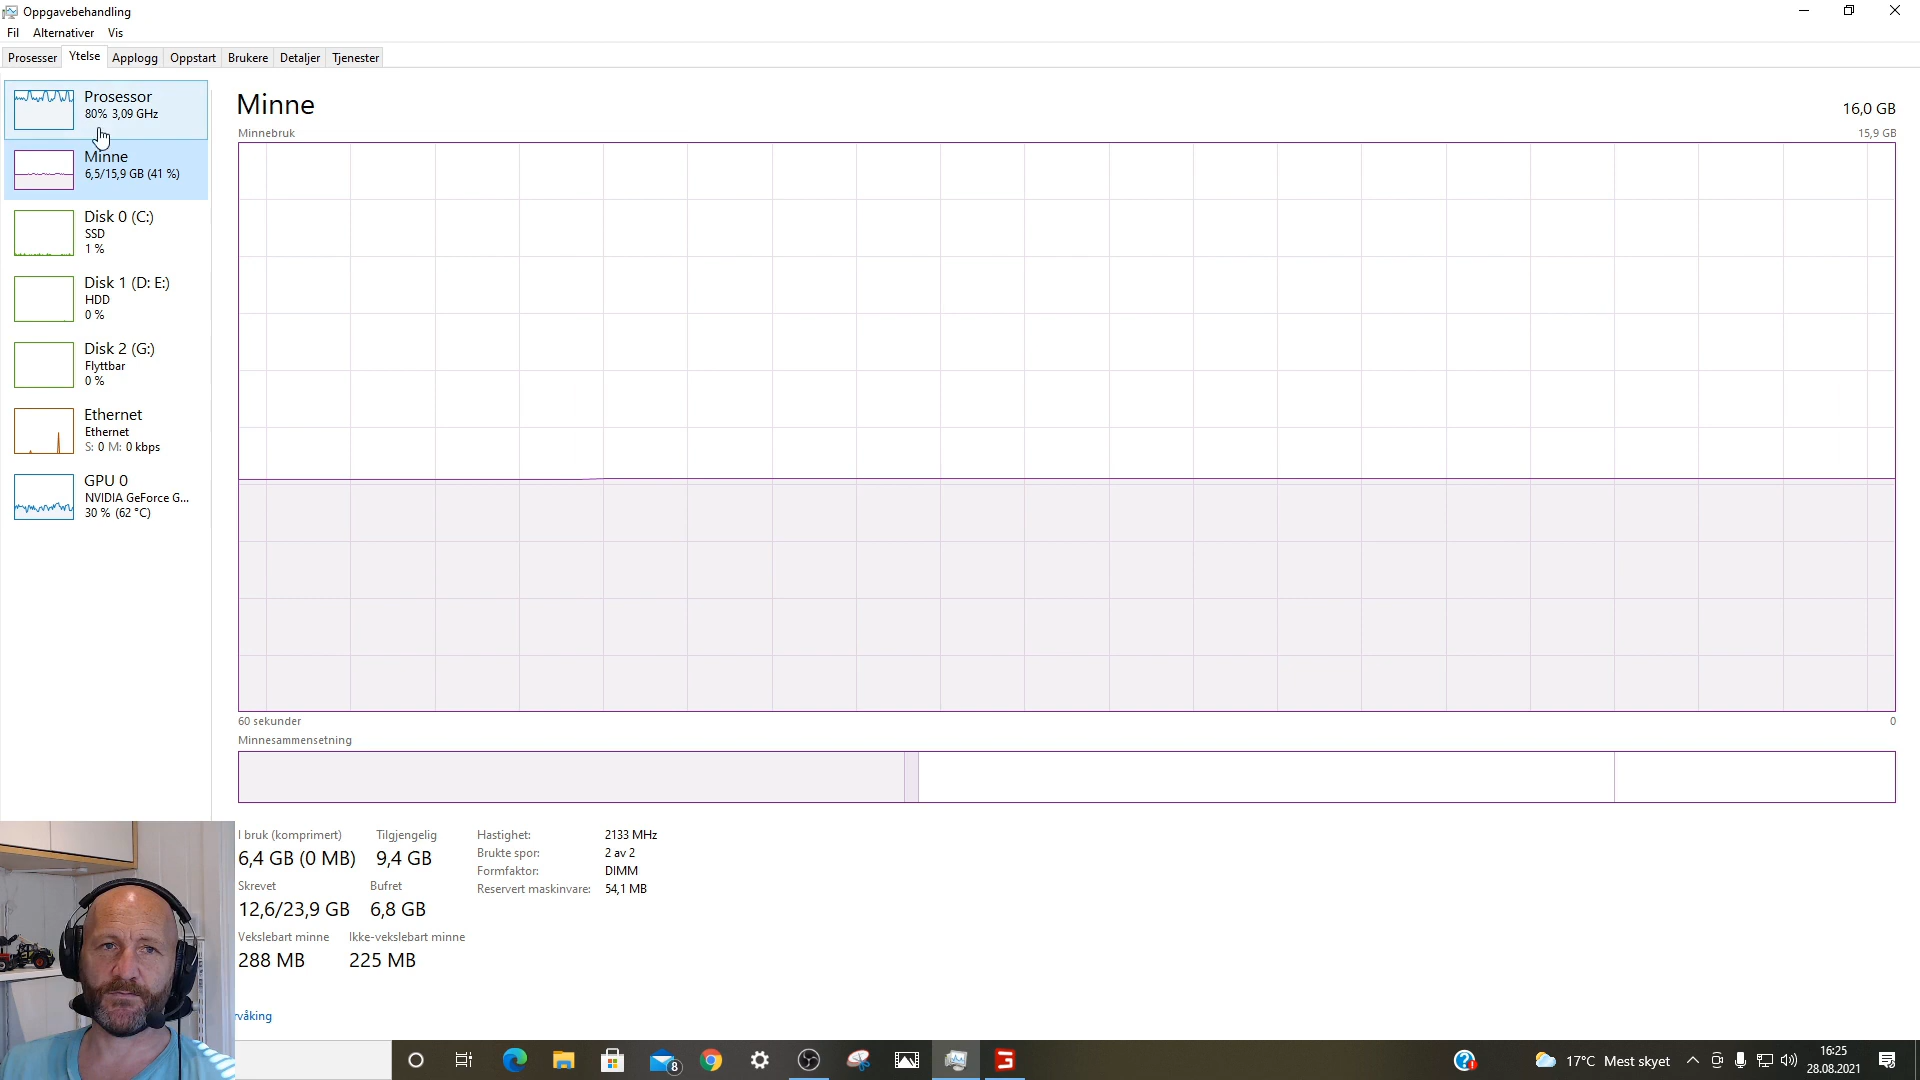 Oppgavebehandling
Fil Alternativer Vis
Prosesser Ytelse Applogg Oppstart Brukere Detaljer Tjenester
Prosessor
80% 3,09 GHz
Minne
6,5/15,9 GB (41 %)
Disk 0 (C:)
SSD
1 %
Disk 1 (D: E:)
HDD
0 %
Disk 2 (G:)
Flyttbar
0 %
Ethernet
Ethernet
S: 0 M: 0 kbps
GPU 0
NVIDIA GeForce G...
30 % (62 °C)
Minne 16,0 GB
Minnebruk 15,9 GB
60 sekunder 0
Minnesammensetning
I bruk (komprimert) Tilgjengelig
6,4 GB (0 MB) 9,4 GB
Skrevet Bufret
12,6/23,9 GB 6,8 GB
Vekslebart minne Ikke-vekslebart minne
288 MB 225 MB
Hastighet: 2133 MHz
Brukte spor: 2 av 2
Formfaktor: DIMM
Reservert maskinvare: 54,1 MB
rvåking
8
17°C Mest skyet
16:25
28.08.2021